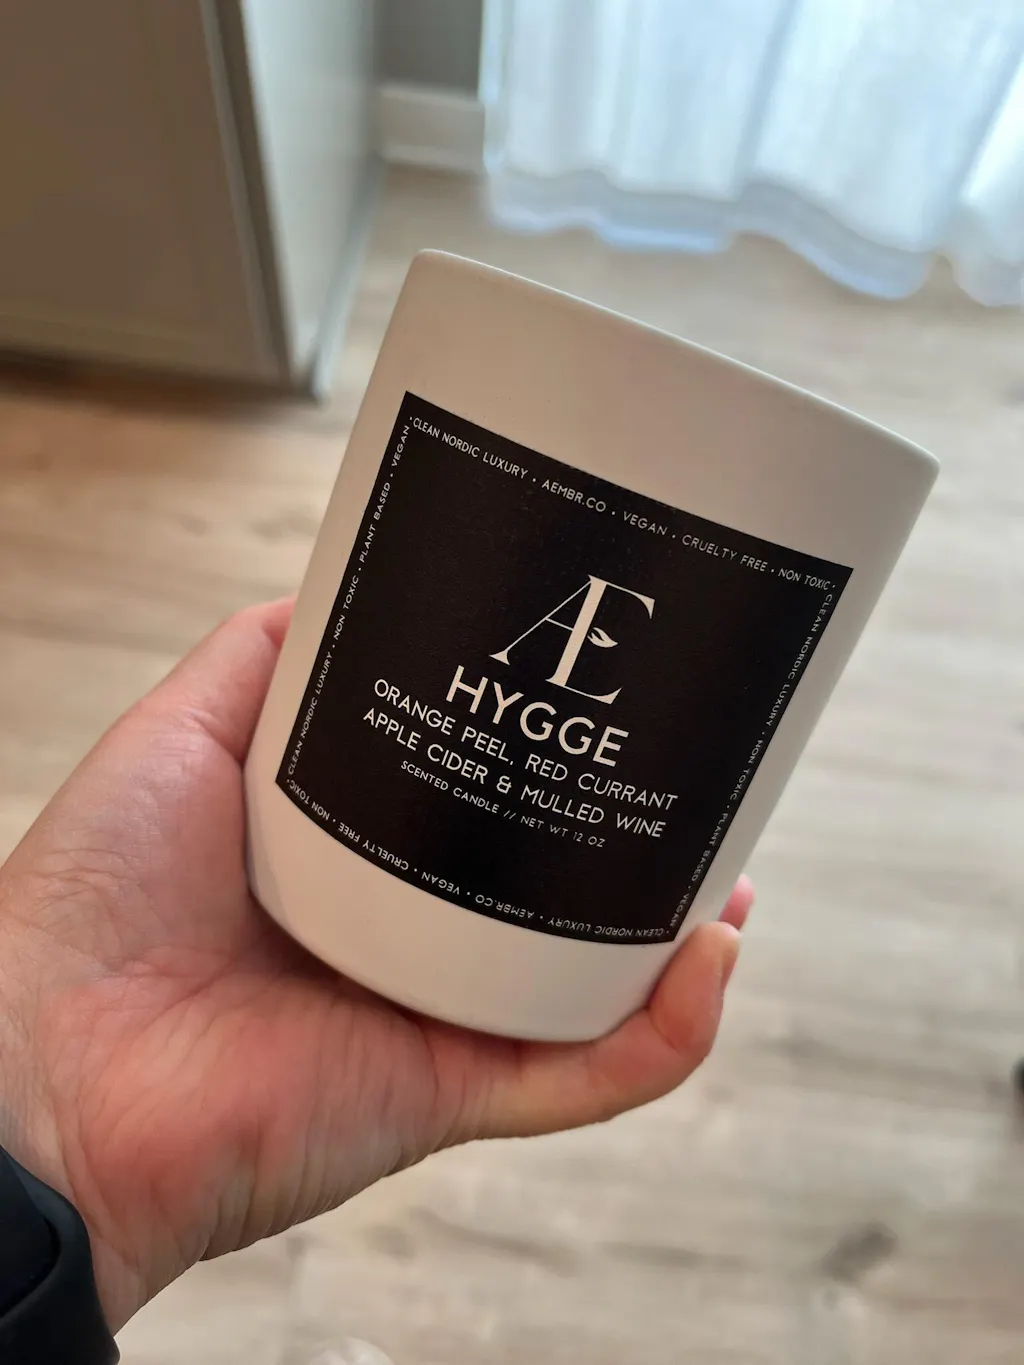 • CLEAN NORDIC LUXURY • AEMBR.CO • VEGAN • CRUELTY FREE • NON TOXIC •
Æ
HYGGE
ORANGE PEEL, RED CURRANT
APPLE CIDER & MULLED WINE
SCENTED CANDLE // NET WT 12 OZ
CLEAN NORDIC LUXURY • NON TOXIC • PLANT BASED • VEGAN
• CLEAN NORDIC LUXURY • AEMBR.CO • VEGAN • CRUELTY FREE • NON TOXIC •
CLEAN NORDIC LUXURY • NON TOXIC • PLANT BASED • VEGAN